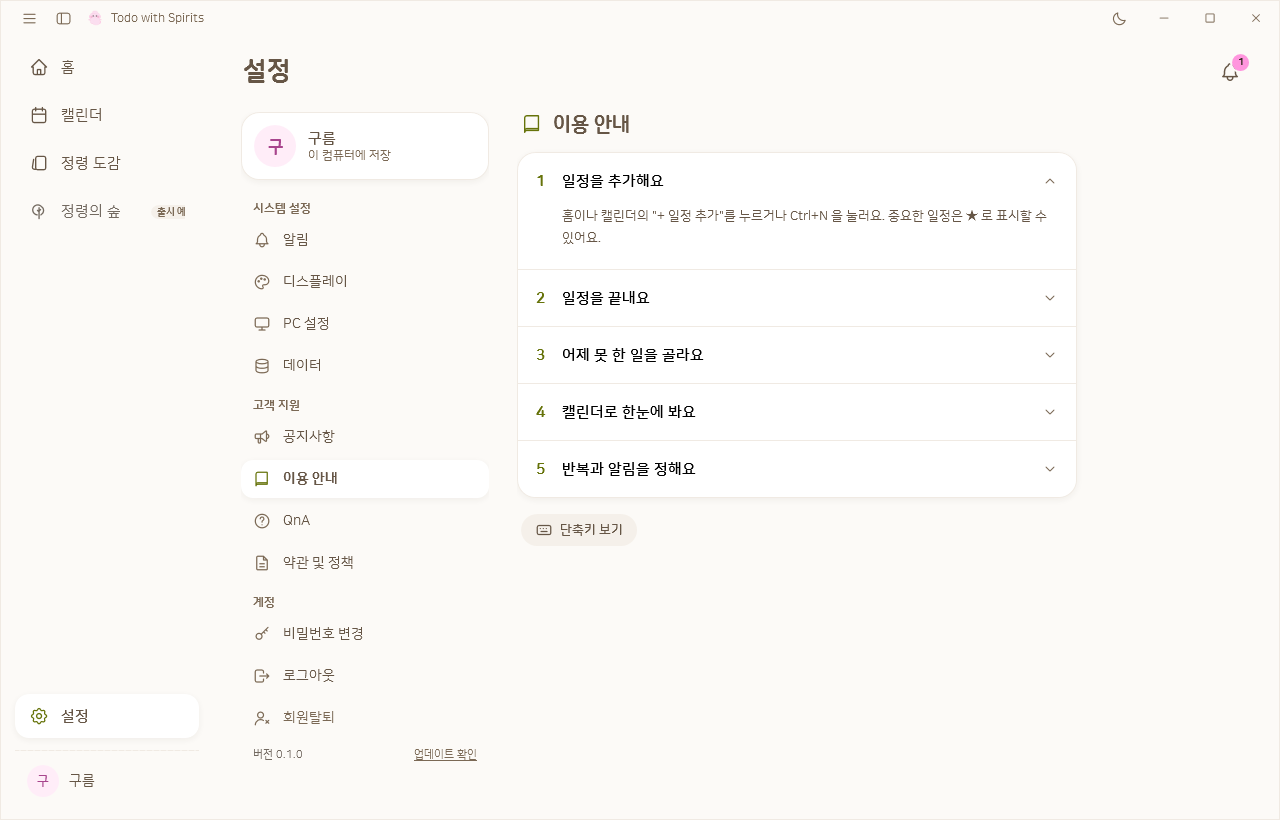 Todo with Spirits
홈
캘린더
정령 도감
정령의 숲
출시 예
설정
구
구름
설정
1
구
구름
이 컴퓨터에 저장
시스템 설정
알림
디스플레이
PC 설정
데이터
고객 지원
공지사항
이용 안내
QnA
약관 및 정책
계정
비밀번호 변경
로그아웃
회원탈퇴
버전 0.1.0
업데이트 확인
이용 안내
1 일정을 추가해요
홈이나 캘린더의 "+ 일정 추가"를 누르거나 Ctrl+N 을 눌러요. 중요한 일정은 ★ 로 표시할 수
있어요.
2 일정을 끝내요
3 어제 못 한 일을 골라요
4 캘린더로 한눈에 봐요
5 반복과 알림을 정해요
단축키 보기